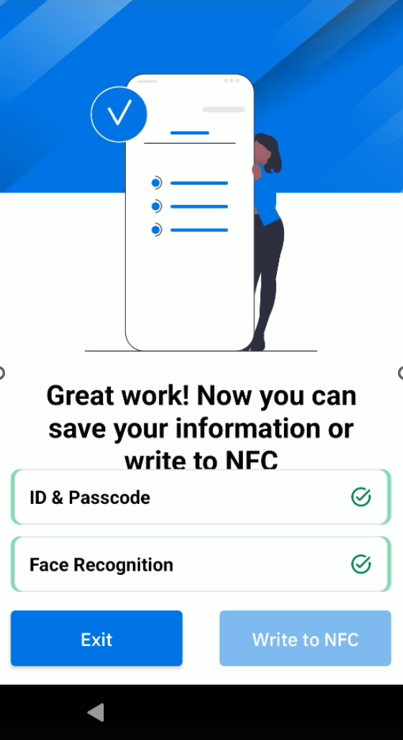 Great work! Now you can
save your information or
write to NFC
ID & Passcode
Face Recognition
Exit
Write to NFC